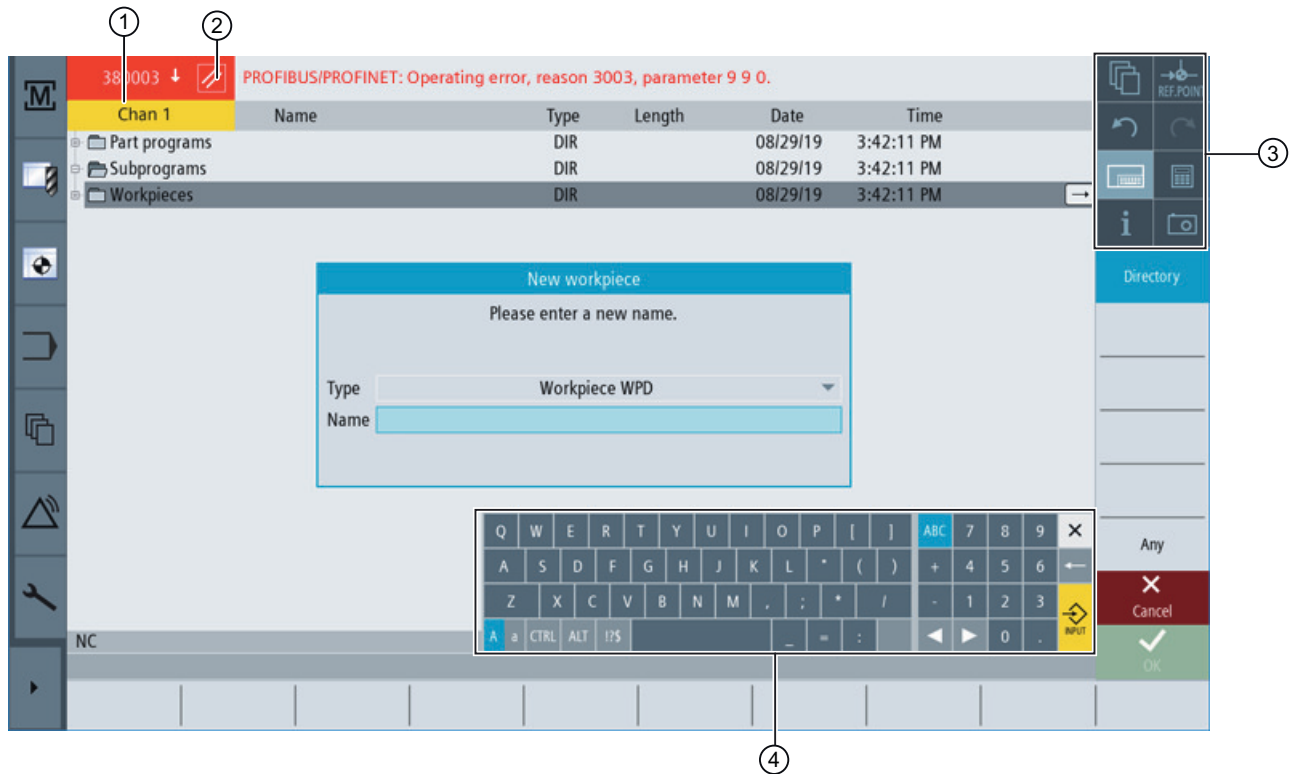 1 2
380003 PROFIBUS/PROFINET: Operating error, reason 3003, parameter 9 9 0.
M
REF.POINT
Chan 1 Name Type Length Date Time
Part programs DIR 08/29/19 3:42:11 PM
Subprograms DIR 08/29/19 3:42:11 PM
Workpieces DIR 08/29/19 3:42:11 PM
3
i
New workpiece
Directory
Please enter a new name.
Type Workpiece WPD
Name
Q W E R T Y U I O P [ ] ABC 7 8 9
Any
A S D F G H J K L " ( ) + 4 5 6
Z X C V B N M , ; * / - 1 2 3
INPUT
Cancel
A a CTRL ALT !?$ _ = : 0 .
NC
OK
4